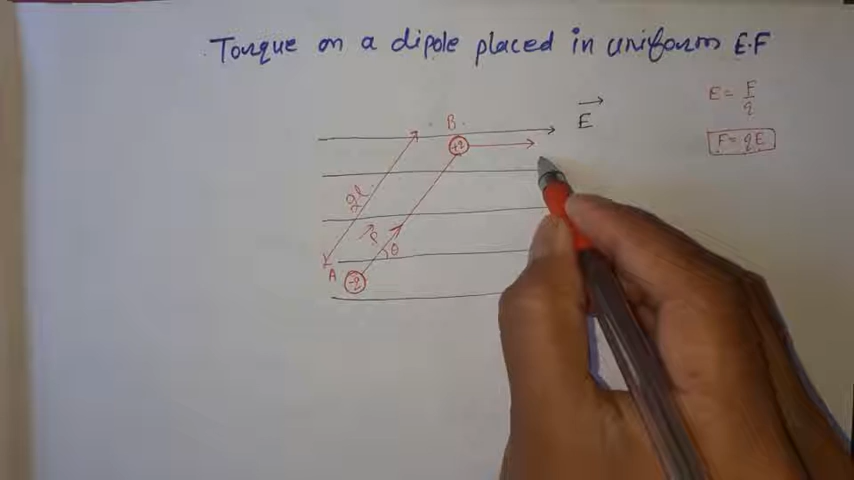 Torque on a dipole placed in uniform E.F
E = F/q
F = qE
E
B
+q
2l
P
θ
A
-q